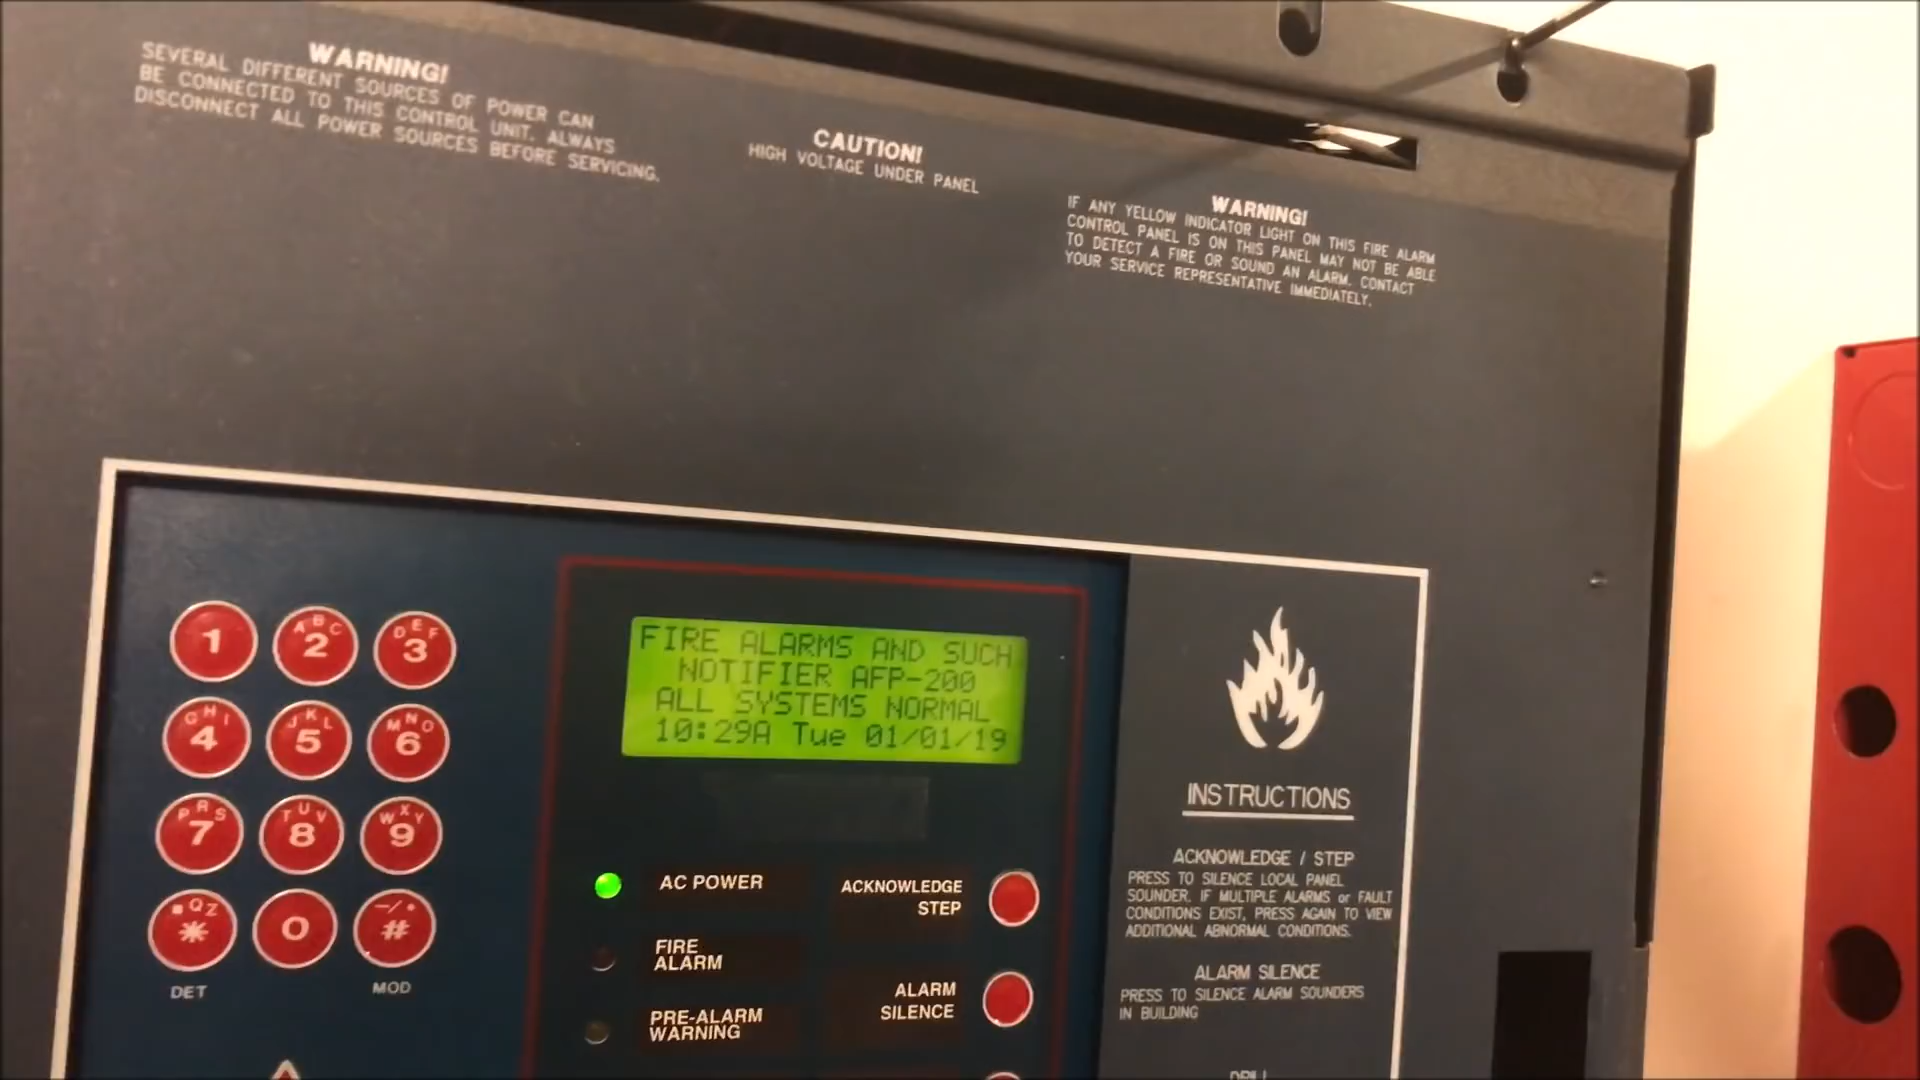 WARNING!
SEVERAL DIFFERENT SOURCES OF POWER CAN
BE CONNECTED TO THIS CONTROL UNIT. ALWAYS
DISCONNECT ALL POWER SOURCES BEFORE SERVICING.
CAUTION!
HIGH VOLTAGE UNDER PANEL
WARNING!
IF ANY YELLOW INDICATOR LIGHT ON THIS FIRE ALARM
CONTROL PANEL IS ON THIS PANEL MAY NOT BE ABLE
TO DETECT A FIRE OR SOUND AN ALARM. CONTACT
YOUR SERVICE REPRESENTATIVE IMMEDIATELY.
1
ABC
2
DEF
3
GHI
4
JKL
5
MNO
6
PRS
7
TUV
8
WXY
9
■QZ
*
0
-/•
#
DET
MOD
FIRE ALARMS AND SUCH
NOTIFIER AFP-200
ALL SYSTEMS NORMAL
10:29A Tue 01/01/19
AC POWER
FIRE
ALARM
PRE-ALARM
WARNING
ACKNOWLEDGE
STEP
ALARM
SILENCE
INSTRUCTIONS
ACKNOWLEDGE / STEP
PRESS TO SILENCE LOCAL PANEL
SOUNDER. IF MULTIPLE ALARMS or FAULT
CONDITIONS EXIST, PRESS AGAIN TO VIEW
ADDITIONAL ABNORMAL CONDITIONS.
ALARM SILENCE
PRESS TO SILENCE ALARM SOUNDERS
IN BUILDING
DRILL